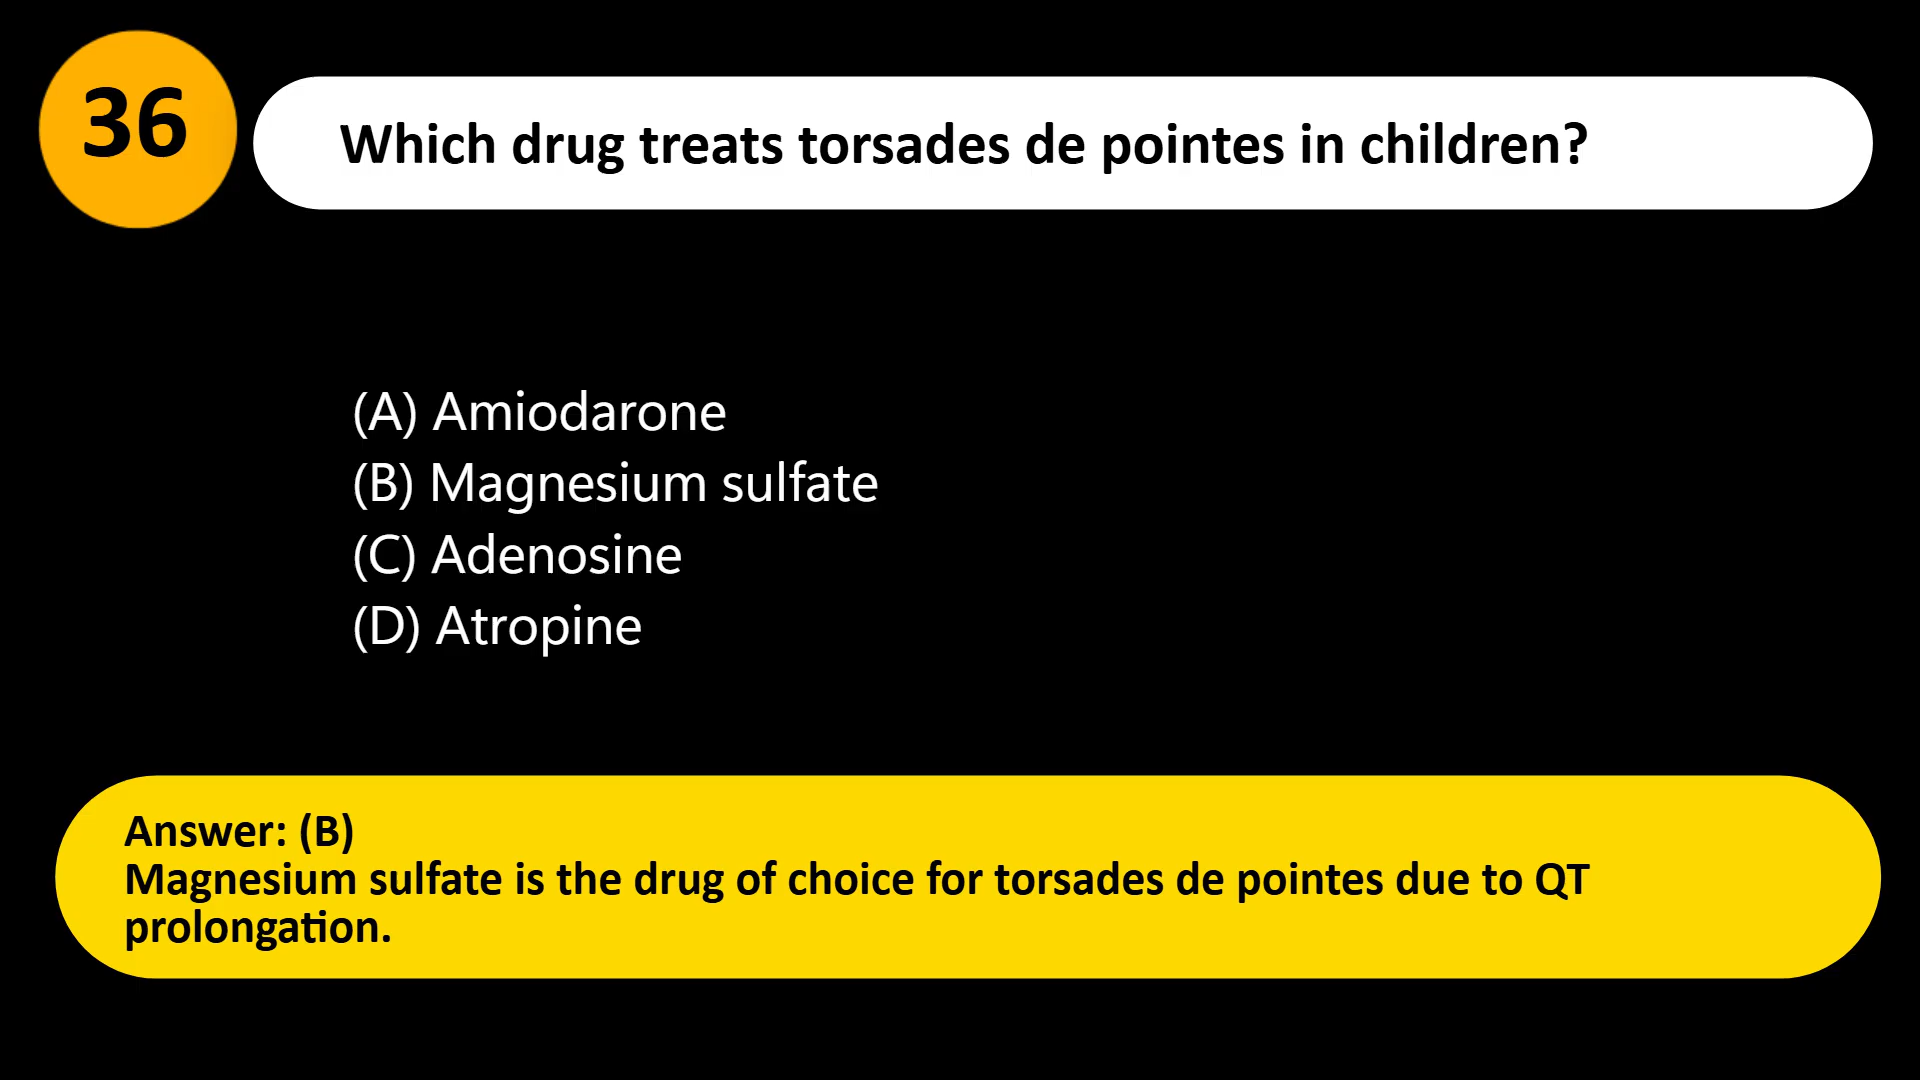 36
Which drug treats torsades de pointes in children?
(A) Amiodarone
(B) Magnesium sulfate
(C) Adenosine
(D) Atropine
Answer: (B)
Magnesium sulfate is the drug of choice for torsades de pointes due to QT
prolongation.